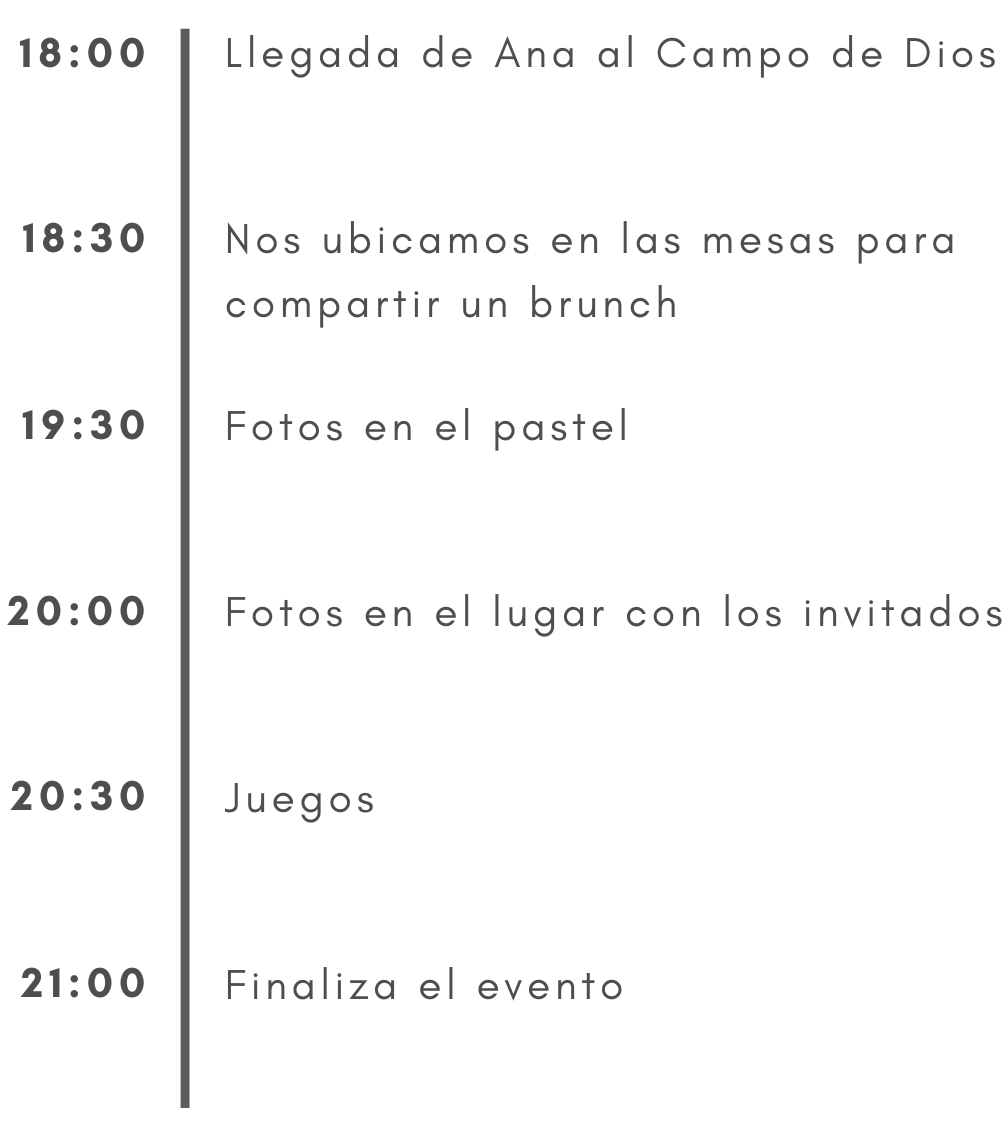 18:00 Llegada de Ana al Campo de Dios
18:30 Nos ubicamos en las mesas para
compartir un brunch
19:30 Fotos en el pastel
20:00 Fotos en el lugar con los invitados
20:30 Juegos
21:00 Finaliza el evento